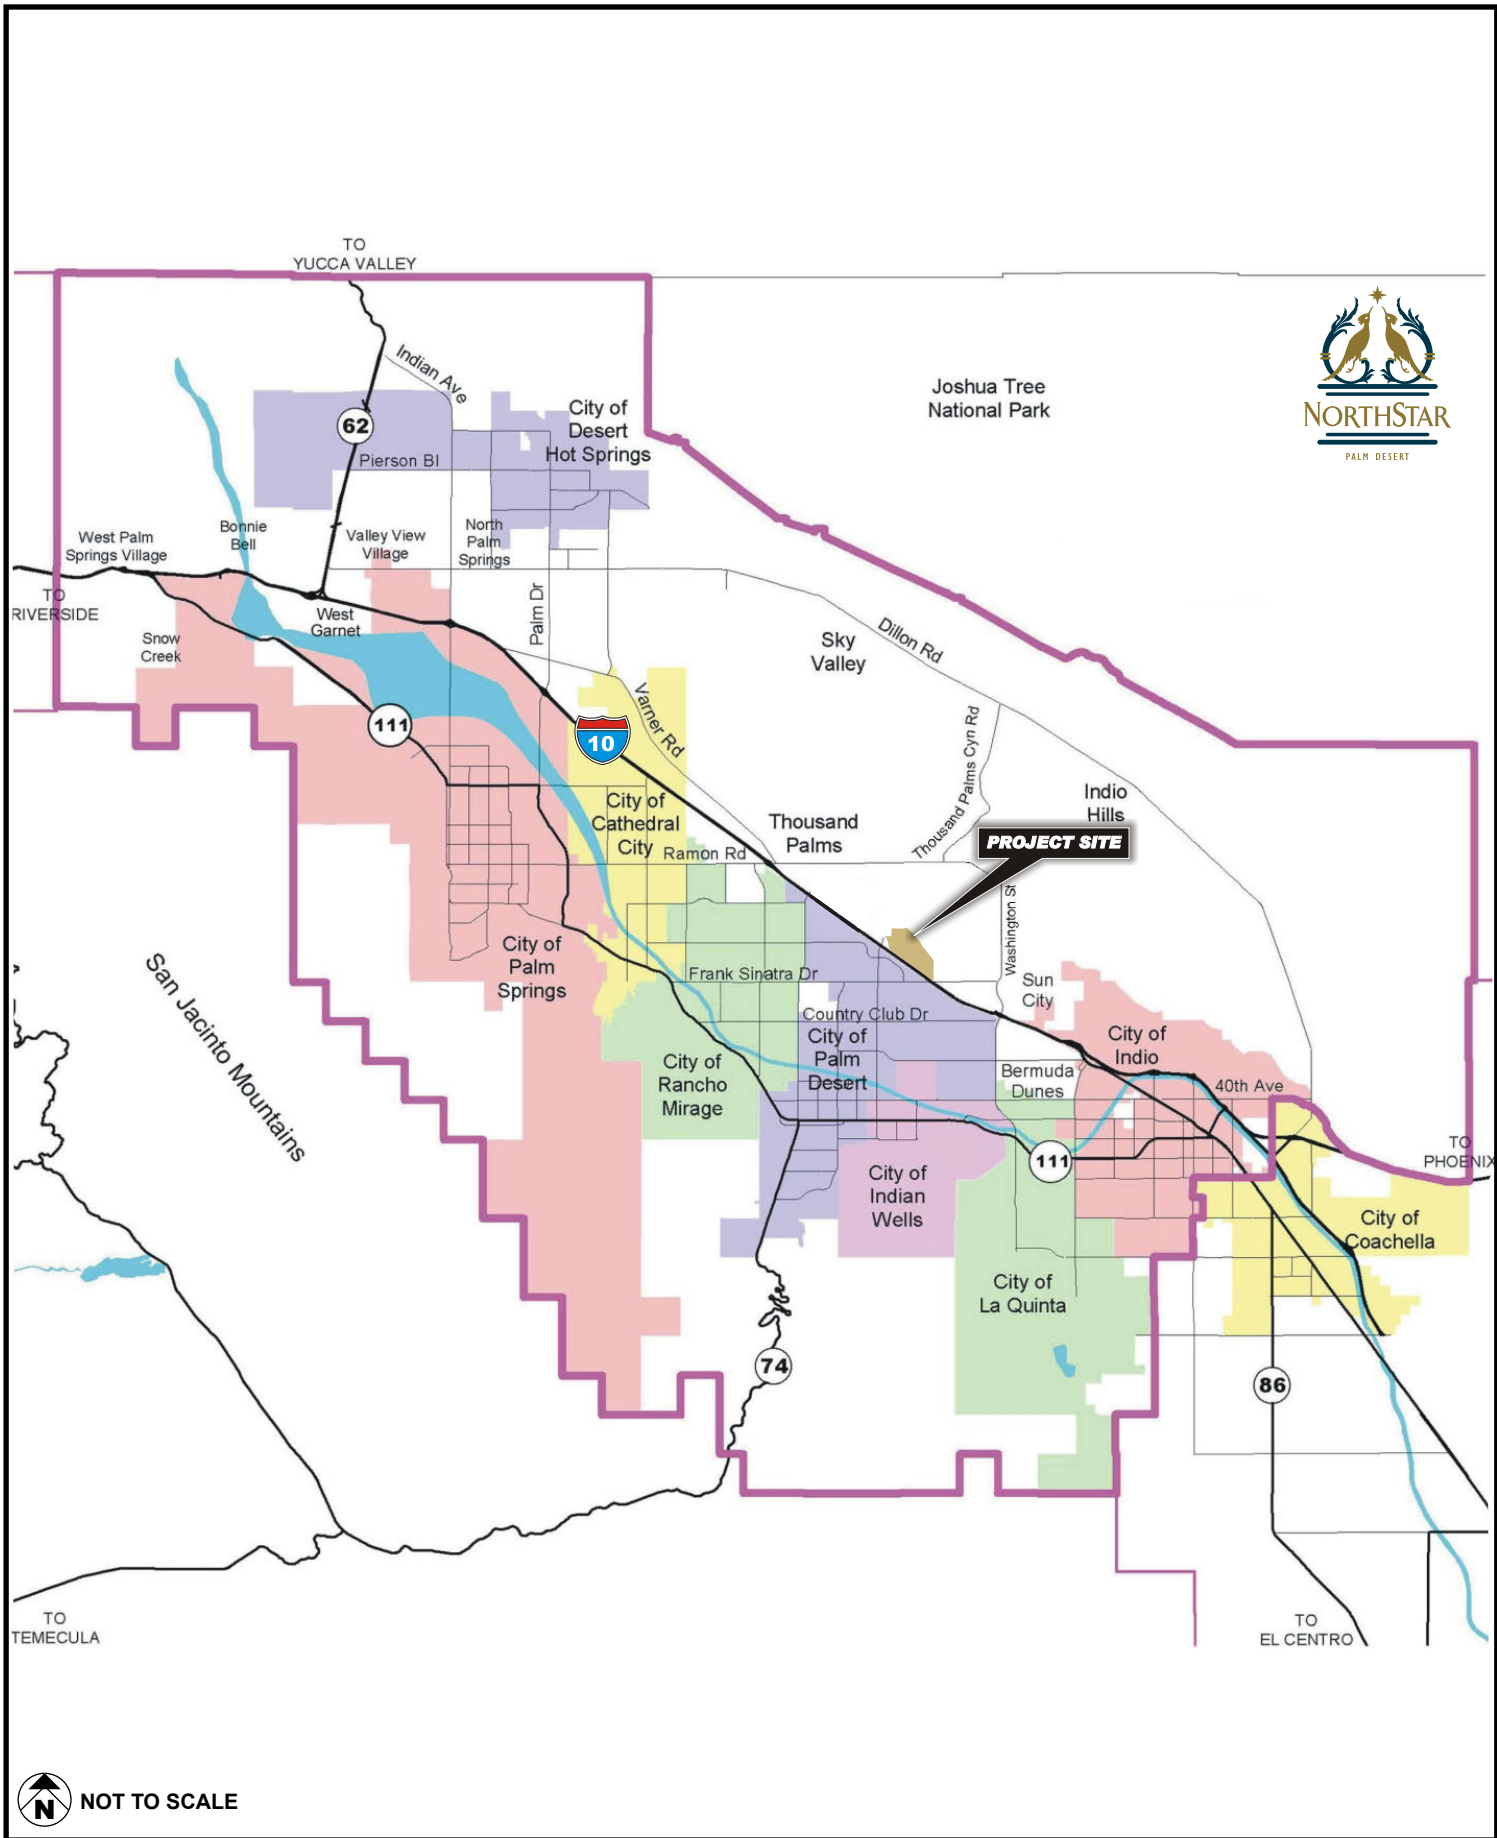 TO
YUCCA VALLEY
Indian Ave
Joshua Tree
National Park
NORTHSTAR
PALM DESERT
City of
Desert
Hot Springs
62
Pierson Bl
West Palm
Springs Village
Bonnie
Bell
Valley View
Village
North
Palm
Springs
TO
RIVERSIDE
West
Garnet
Snow
Creek
Palm Dr
Sky
Valley
Dillon Rd
111
10
Varner Rd
Thousand Palms Cyn Rd
Indio
Hills
City of
Cathedral
City
Thousand
Palms
PROJECT SITE
Ramon Rd
Washington St
City of
Palm
Springs
Frank Sinatra Dr
Sun
City
San Jacinto Mountains
Country Club Dr
City of
Palm
Desert
City of
Indio
City of
Rancho
Mirage
Bermuda
Dunes
40th Ave
111
TO
PHOENIX
City of
Indian
Wells
City of
Coachella
City of
La Quinta
74
86
TO
TEMECULA
TO
EL CENTRO
N
NOT TO SCALE